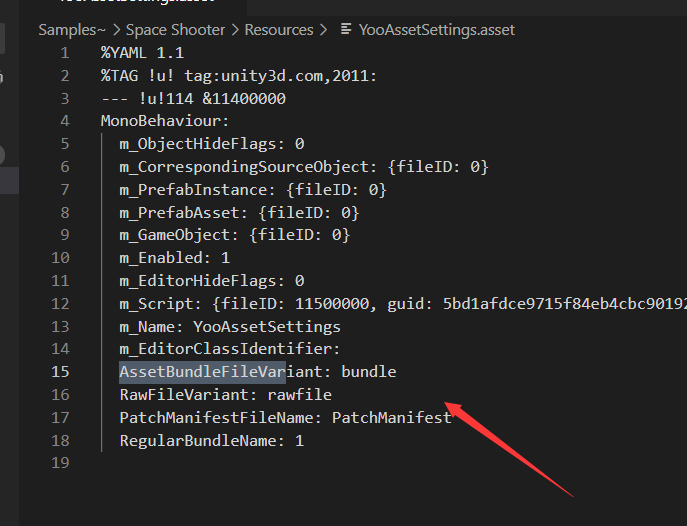 Samples~ > Space Shooter > Resources > YooAssetSettings.asset
1 %YAML 1.1
2 %TAG !u! tag:unity3d.com,2011:
3 --- !u!114 &11400000
4 MonoBehaviour:
5 m_ObjectHideFlags: 0
6 m_CorrespondingSourceObject: {fileID: 0}
7 m_PrefabInstance: {fileID: 0}
8 m_PrefabAsset: {fileID: 0}
9 m_GameObject: {fileID: 0}
10 m_Enabled: 1
11 m_EditorHideFlags: 0
12 m_Script: {fileID: 11500000, guid: 5bd1afdce9715f84eb4cbc90192
13 m_Name: YooAssetSettings
14 m_EditorClassIdentifier:
15 AssetBundleFileVariant: bundle
16 RawFileVariant: rawfile
17 PatchManifestFileName: PatchManifest
18 RegularBundleName: 1
19